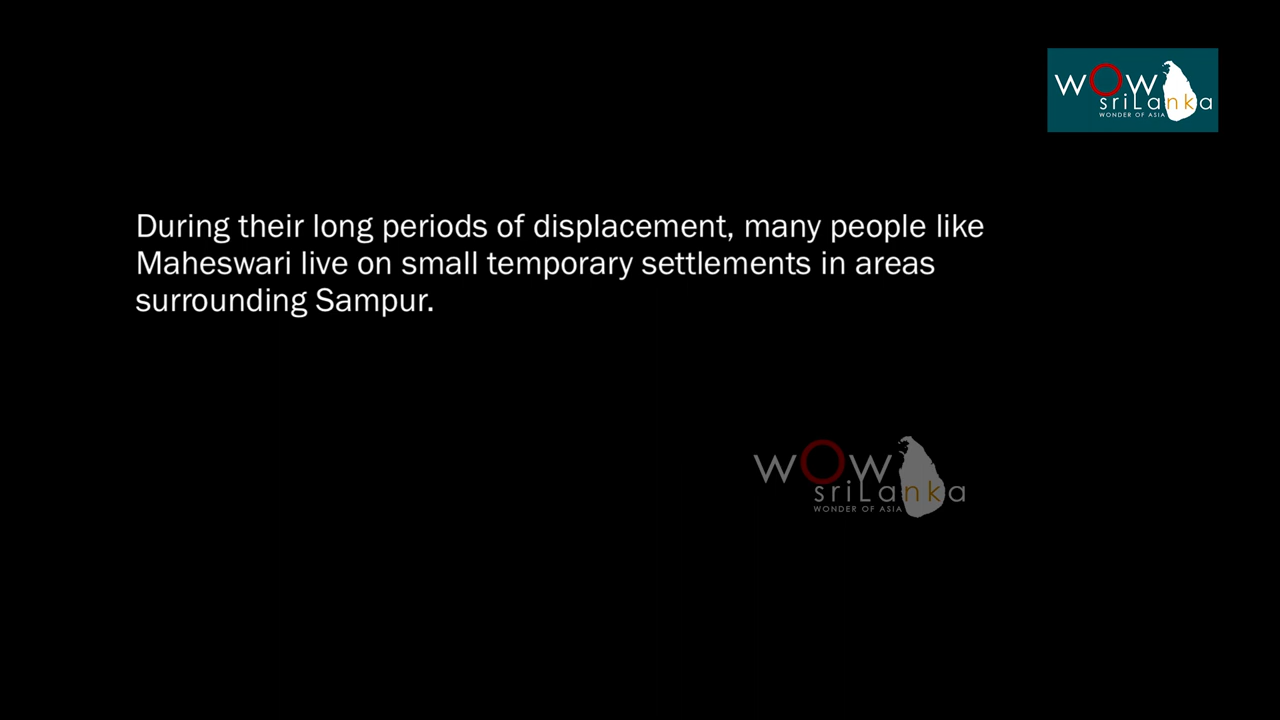 wOw
sriLanka
WONDER OF ASIA
During their long periods of displacement, many people like
Maheswari live on small temporary settlements in areas
surrounding Sampur.
wOw
sriLanka
WONDER OF ASIA